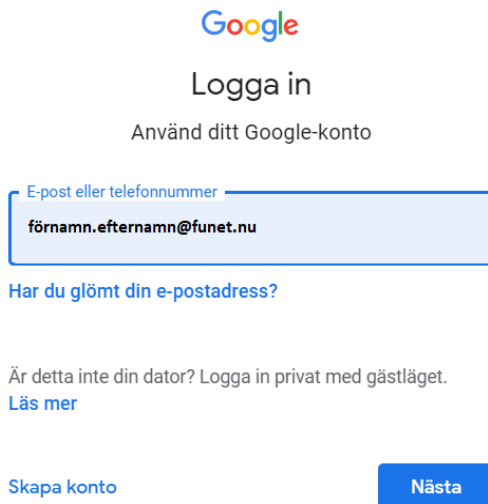 Google
Logga in
Använd ditt Google-konto
E-post eller telefonnummer
förnamn.efternamn@funet.nu
Har du glömt din e-postadress?
Är detta inte din dator? Logga in privat med gästläget.
Läs mer
Skapa konto
Nästa